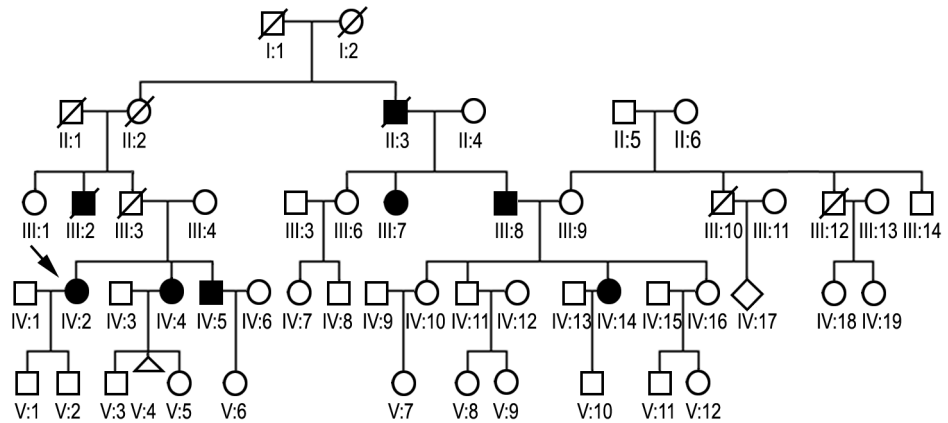 I:1 I:2
II:1 II:2 II:3 II:4 II:5 II:6
III:1 III:2 III:3 III:4 III:3 III:6 III:7 III:8 III:9 III:10 III:11 III:12 III:13 III:14
IV:1 IV:2 IV:3 IV:4 IV:5 IV:6 IV:7 IV:8 IV:9 IV:10 IV:11 IV:12 IV:13 IV:14 IV:15 IV:16 IV:17 IV:18 IV:19
V:1 V:2 V:3 V:4 V:5 V:6 V:7 V:8 V:9 V:10 V:11 V:12